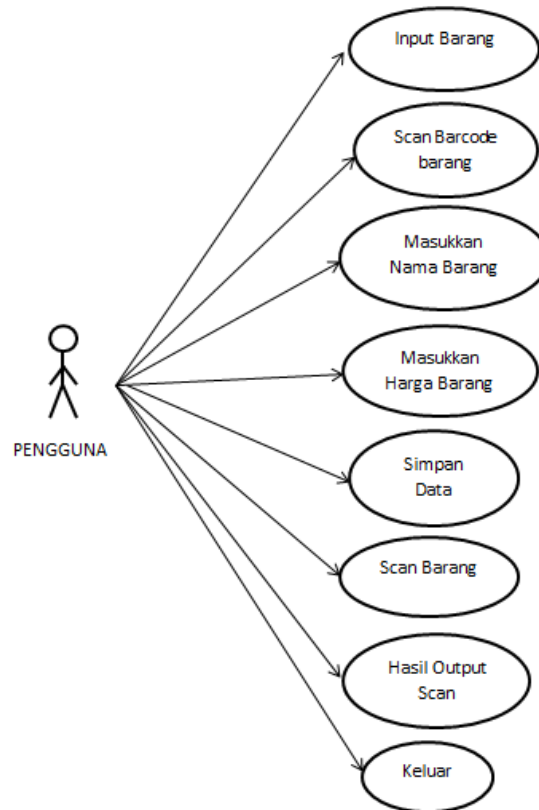 Input Barang
Scan Barcode
barang
Masukkan
Nama Barang
Masukkan
Harga Barang
PENGGUNA
Simpan
Data
Scan Barang
Hasil Output
Scan
Keluar